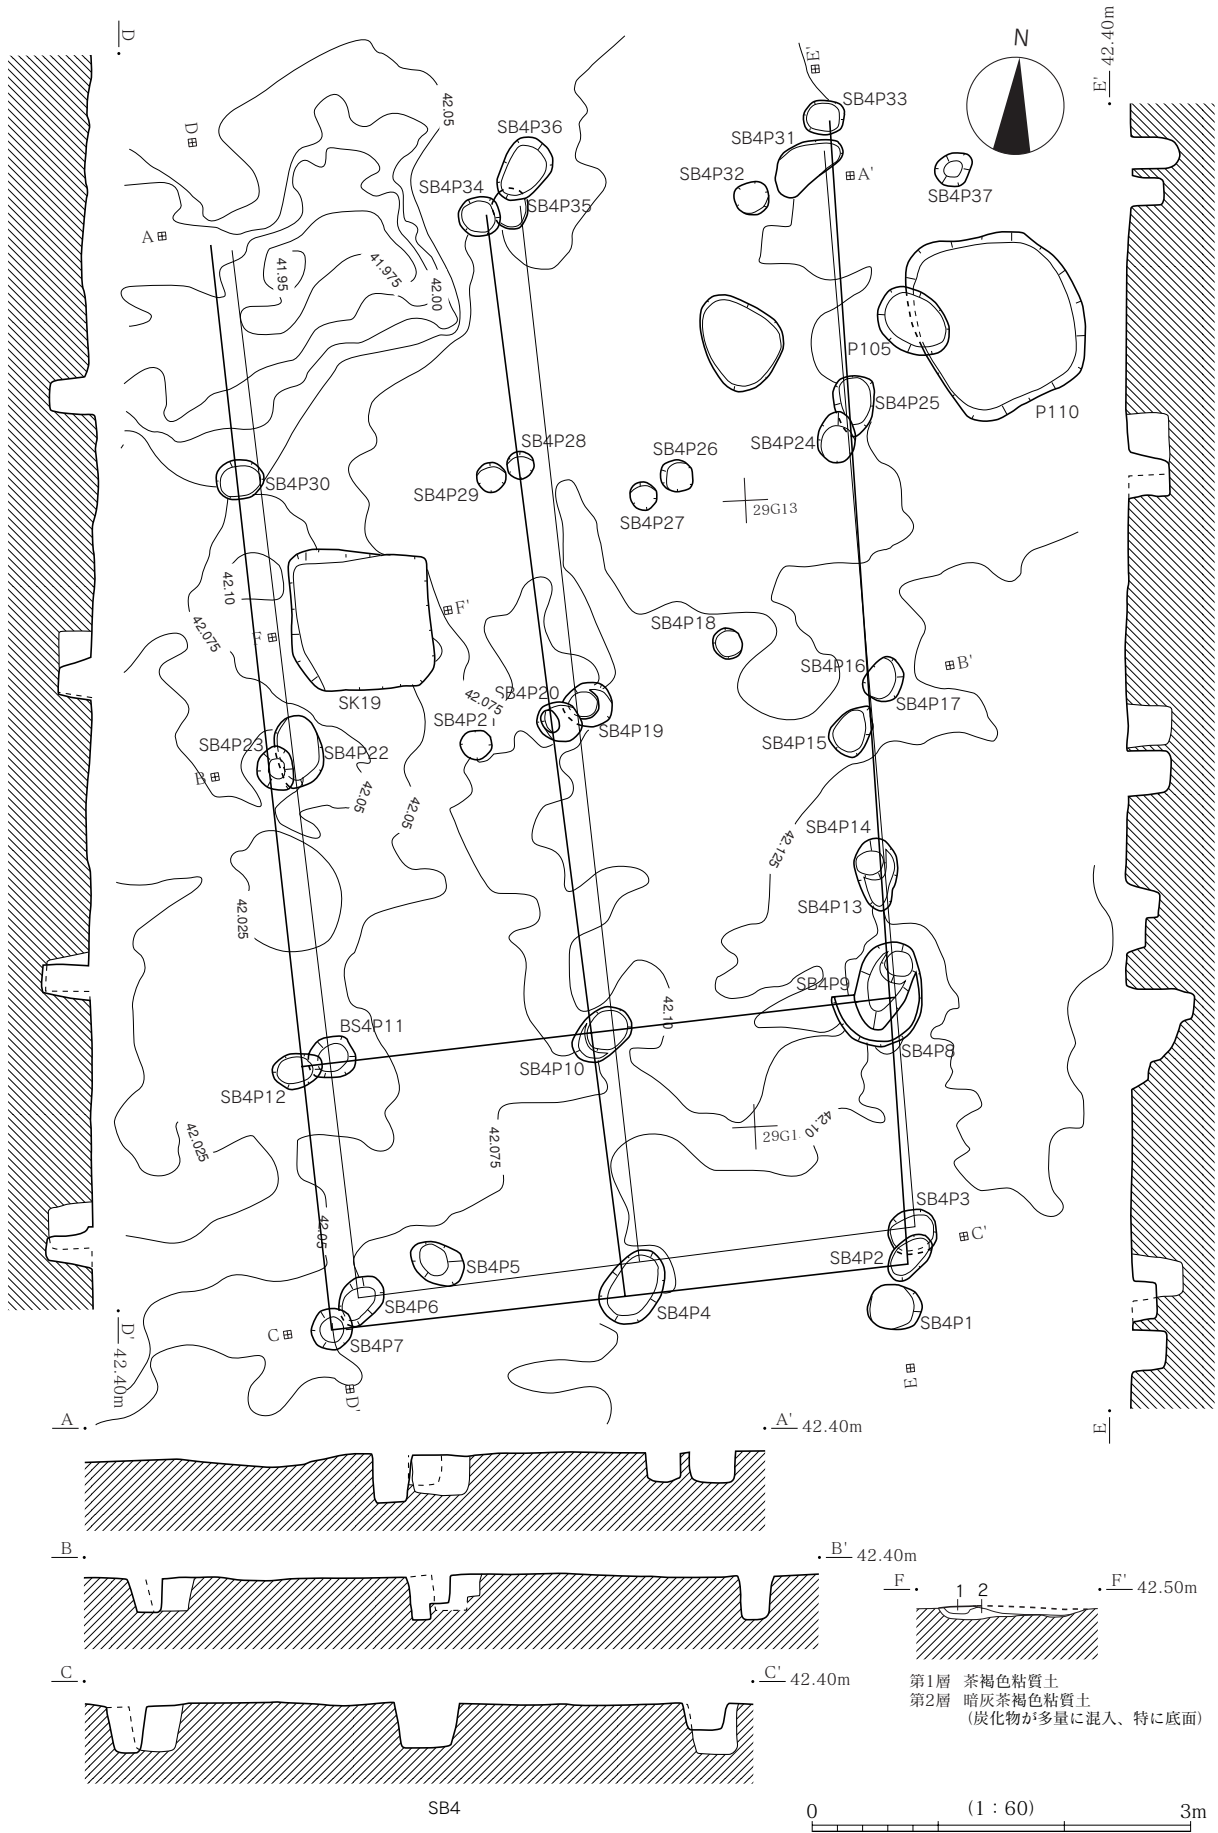 D
42.40m
E'
E'
N
42.05
SB4P33
SB4P36
D
SB4P31
SB4P32
A'
SB4P34
SB4P37
SB4P35
A
41.95
41.975
42.00
P105
SB4P25
P110
SB4P28
SB4P24
SB4P26
SB4P30
SB4P29
29G13
SB4P27
42.10
F'
42.075
SB4P18
E
SB4P16
B'
SK19
SB4P20
42.075
SB4P17
SB4P2
SB4P19
SB4P23
SB4P22
SB4P15
B
42.05
42.05
SB4P14
42.125
SB4P13
42.025
SB4P9
42.10
BS4P11
SB4P8
SB4P10
SB4P12
42.025
42.075
29G1
42.10
SB4P3
42.05
C'
SB4P2
SB4P5
SB4P6
SB4P4
SB4P1
C
SB4P7
D'
42.40m
E
D'
E
A
A' 42.40m
B
B' 42.40m
F
1 2
F' 42.50m
C
C' 42.40m
第1層 茶褐色粘質土
第2層 暗灰茶褐色粘質土
(炭化物が多量に混入、特に底面)
SB4
0 (1:60) 3m